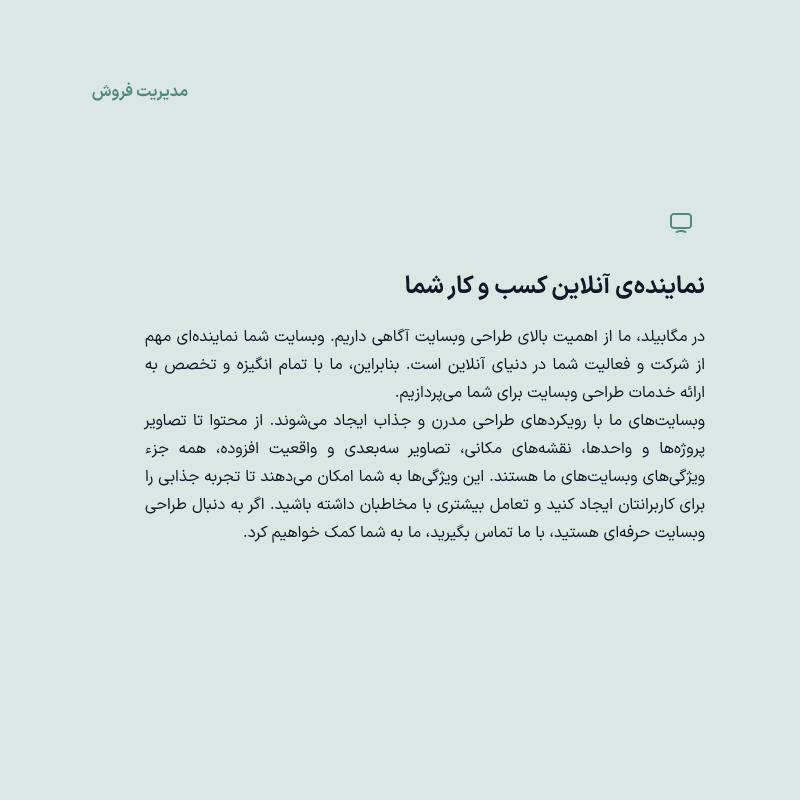 مدیریت فروش
نماینده‌ی آنلاین کسب و کار شما
در مگابیلد، ما از اهمیت بالای طراحی وبسایت آگاهی داریم. وبسایت شما نماینده‌ای مهم
از شرکت و فعالیت شما در دنیای آنلاین است. بنابراین، ما با تمام انگیزه و تخصص به
ارائه خدمات طراحی وبسایت برای شما می‌پردازیم.
وبسایت‌های ما با رویکردهای طراحی مدرن و جذاب ایجاد می‌شوند. از محتوا تا تصاویر
پروژه‌ها و واحدها، نقشه‌های مکانی، تصاویر سه‌بعدی و واقعیت افزوده، همه جزء
ویژگی‌های وبسایت‌های ما هستند. این ویژگی‌ها به شما امکان می‌دهند تا تجربه جذابی را
برای کاربرانتان ایجاد کنید و تعامل بیشتری با مخاطبان داشته باشید. اگر به دنبال طراحی
وبسایت حرفه‌ای هستید، با ما تماس بگیرید، ما به شما کمک خواهیم کرد.